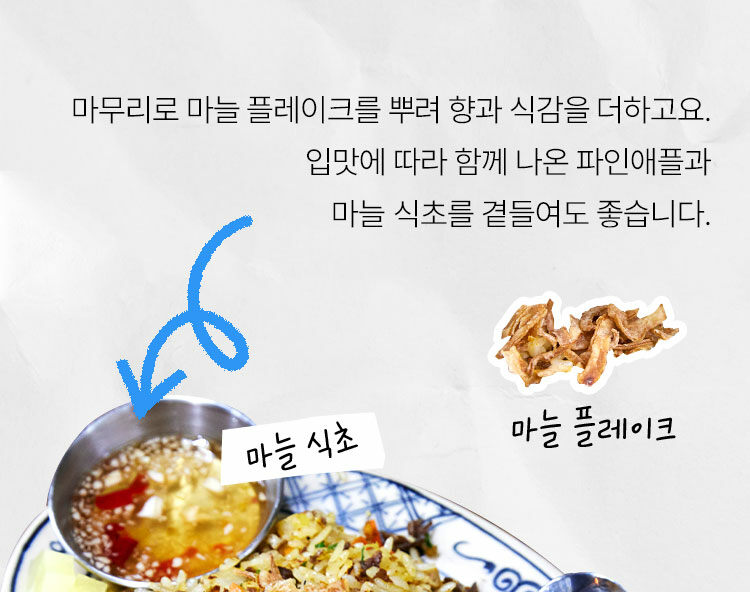 마무리로 마늘 플레이크를 뿌려 향과 식감을 더하고요.
입맛에 따라 함께 나온 파인애플과
마늘 식초를 곁들여도 좋습니다.
마늘 식초
마늘 플레이크